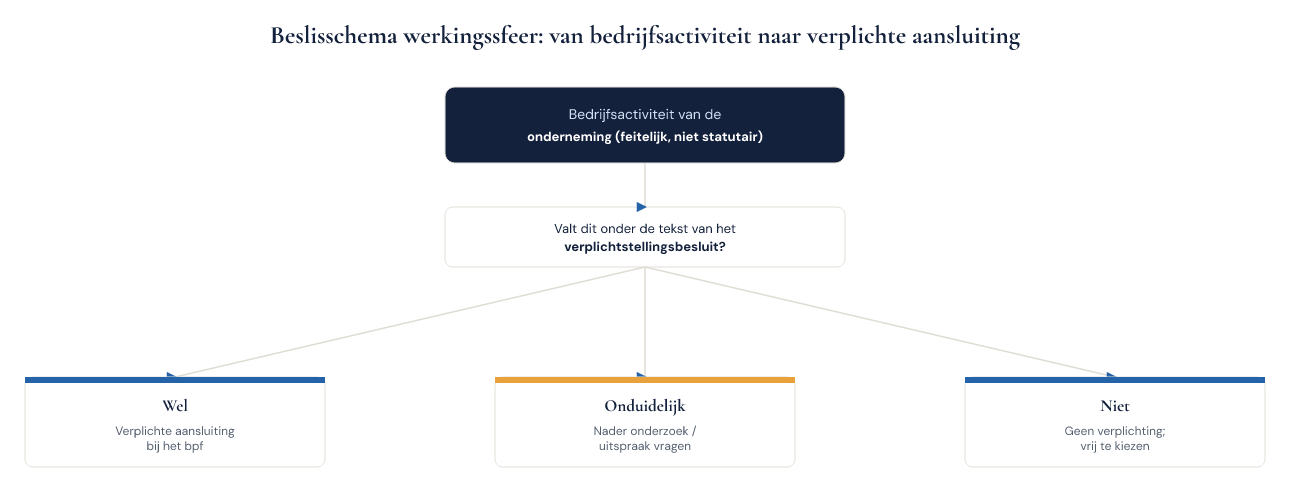 Beslisschema werkingssfeer: van bedrijfsactiviteit naar verplichte aansluiting
Bedrijfsactiviteit van de
onderneming (feitelijk, niet statutair)
Valt dit onder de tekst van het
verplichtstellingsbesluit?
Wel
Verplichte aansluiting
bij het bpf
Onduidelijk
Nader onderzoek /
uitspraak vragen
Niet
Geen verplichting;
vrij te kiezen